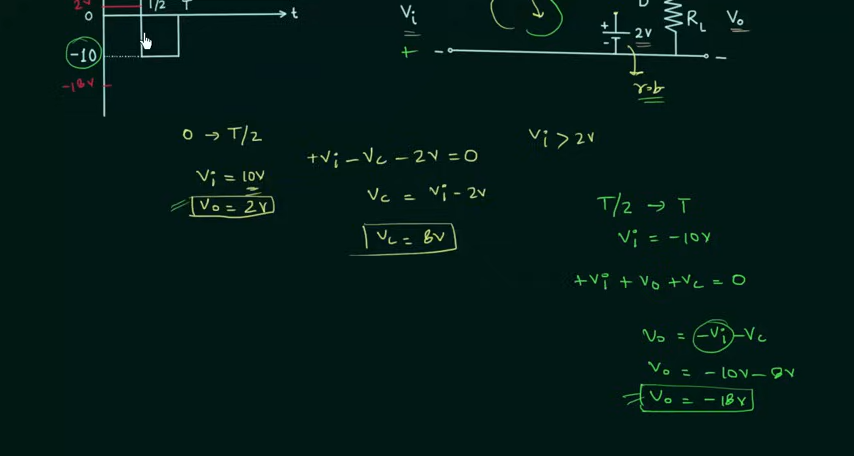 2V T/2 T
0 t
-10
-18V
Vi
+ -
D
+
- 2V
RL Vo
-
r=b
0 → T/2
Vi = 10V
Vo = 2V
+Vi - Vc - 2V = 0
Vc = Vi - 2V
Vc = 8V
Vi > 2V
T/2 → T
Vi = -10V
+Vi + Vo + Vc = 0
Vo = -Vi - Vc
Vo = -10V - 8V
Vo = -18V